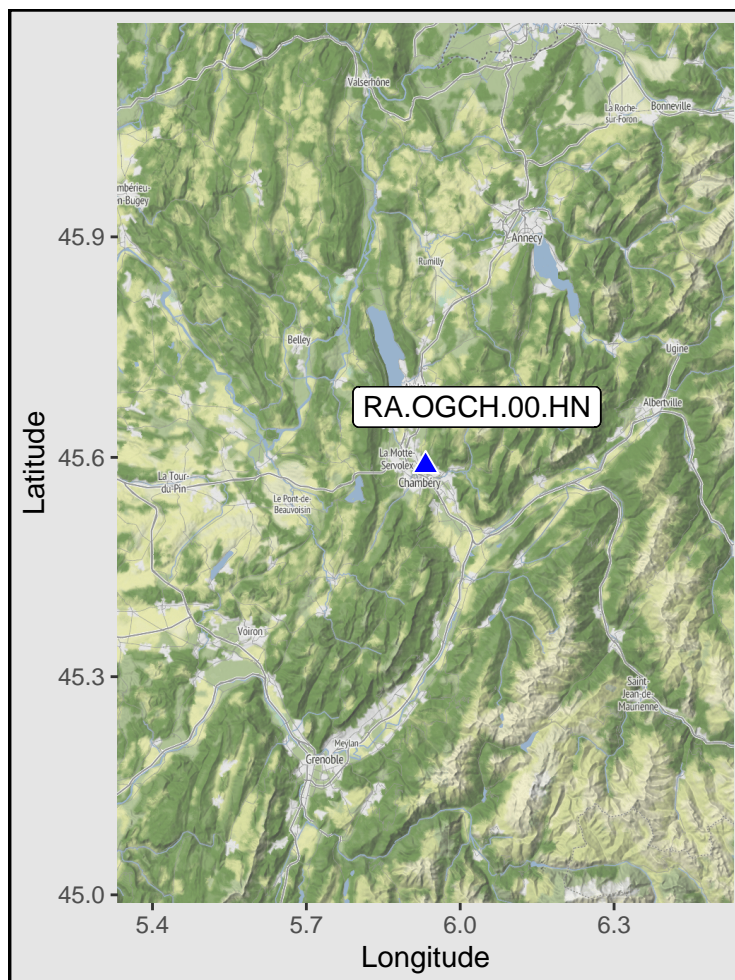 Valserhône
La Roche-
sur-Foron
Bonneville
mbérieu-
en-Bugey
45.9
Annecy
Rumilly
Belley
Ugine
RA.OGCH.00.HN
Albertville
Latitude
45.6
La Motte-
Servolex
Chambéry
La Tour-
du-Pin
Le Pont-de-
Beauvoisin
Voiron
45.3
Saint
Jean-de-
Maurienne
Meylan
Grenoble
45.0
5.4
5.7
6.0
6.3
Longitude